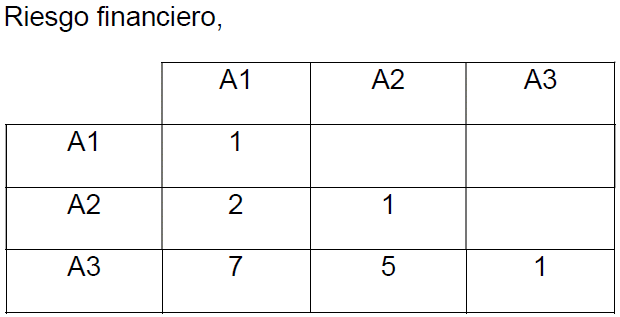 Riesgo financiero,
A1 A2 A3
A1 1
A2 2 1
A3 7 5 1